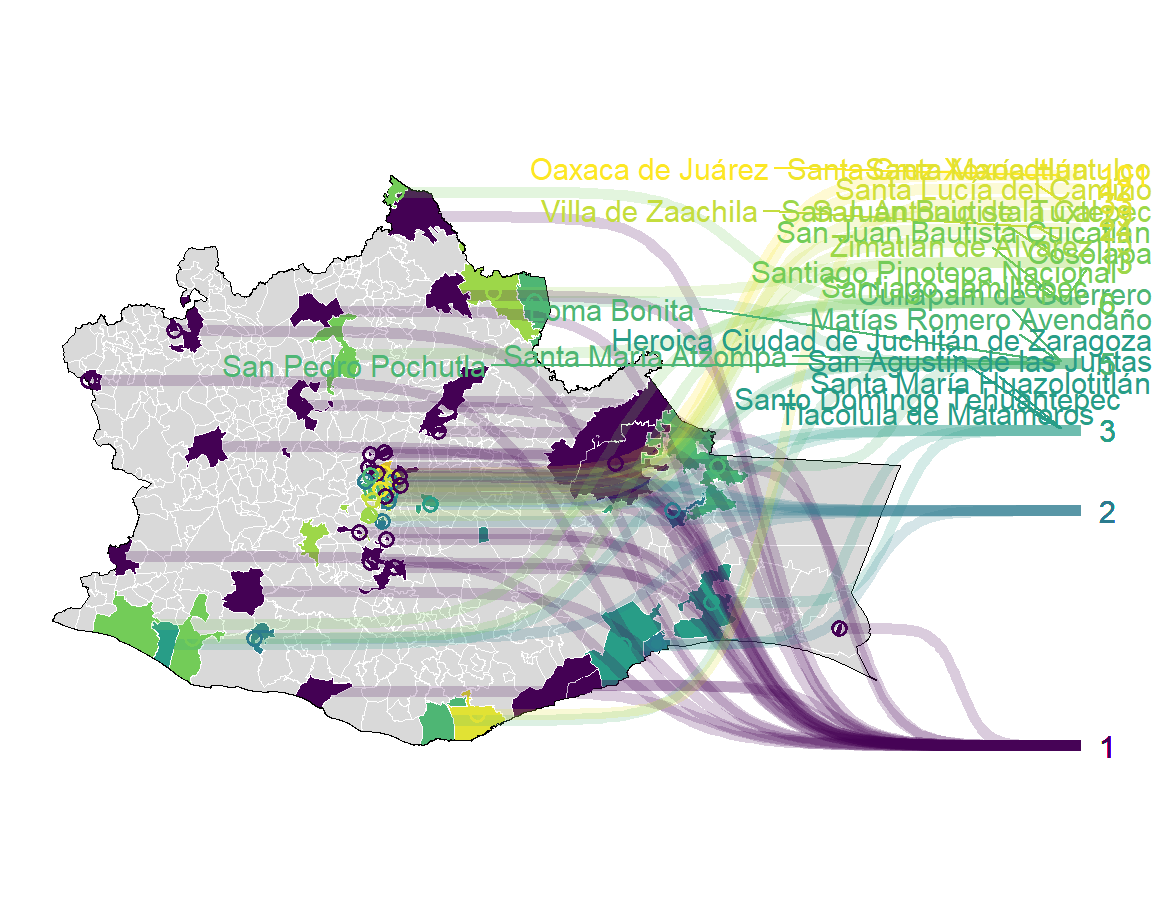 Oaxaca de Juárez
Santa Cruz Xoxocotlán
Santa María Huatulco
Santa Lucía del Camino
Villa de Zaachila
San Antonio de la Cal
San Juan Bautista Tuxtepec
San Juan Bautista Cuicatlán
Zimatlán de Álvarez
Cosolapa
Santiago Pinotepa Nacional
Santiago Jamiltepec
Cuilápam de Guerrero
6
oma Bonita
Matías Romero Avendaño
Heroica Ciudad de Juchitán de Zaragoza
Santa María Atzompa
San Agustín de las Juntas
5
San Pedro Pochutla
Santa María Huazolotitlán
Santo Domingo Tehuantepec
Tlacolula de Matamoros
3
2
1